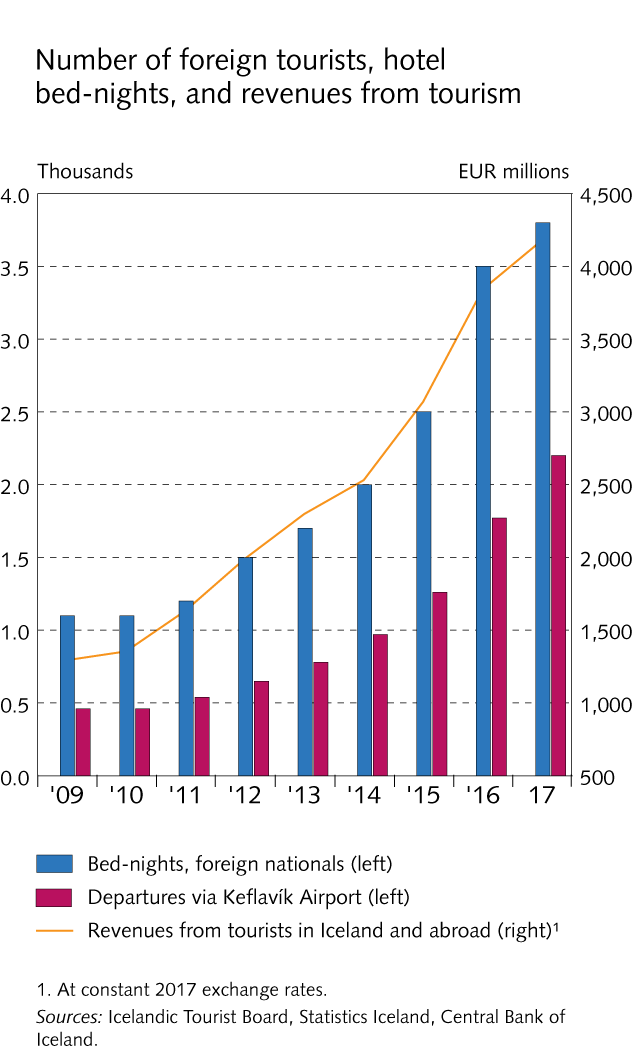 Number of foreign tourists, hotel
bed-nights, and revenues from tourism
Thousands EUR millions
4.0 4,500
3.5 4,000
3.0 3,500
2.5 3,000
2.0 2,500
1.5 2,000
1.0 1,500
0.5 1,000
0.0 500
'09 '10 '11 '12 '13 '14 '15 '16 17
Bed-nights, foreign nationals (left)
Departures via Keflavík Airport (left)
Revenues from tourists in Iceland and abroad (right)¹
1. At constant 2017 exchange rates.
Sources: Icelandic Tourist Board, Statistics Iceland, Central Bank of
Iceland.